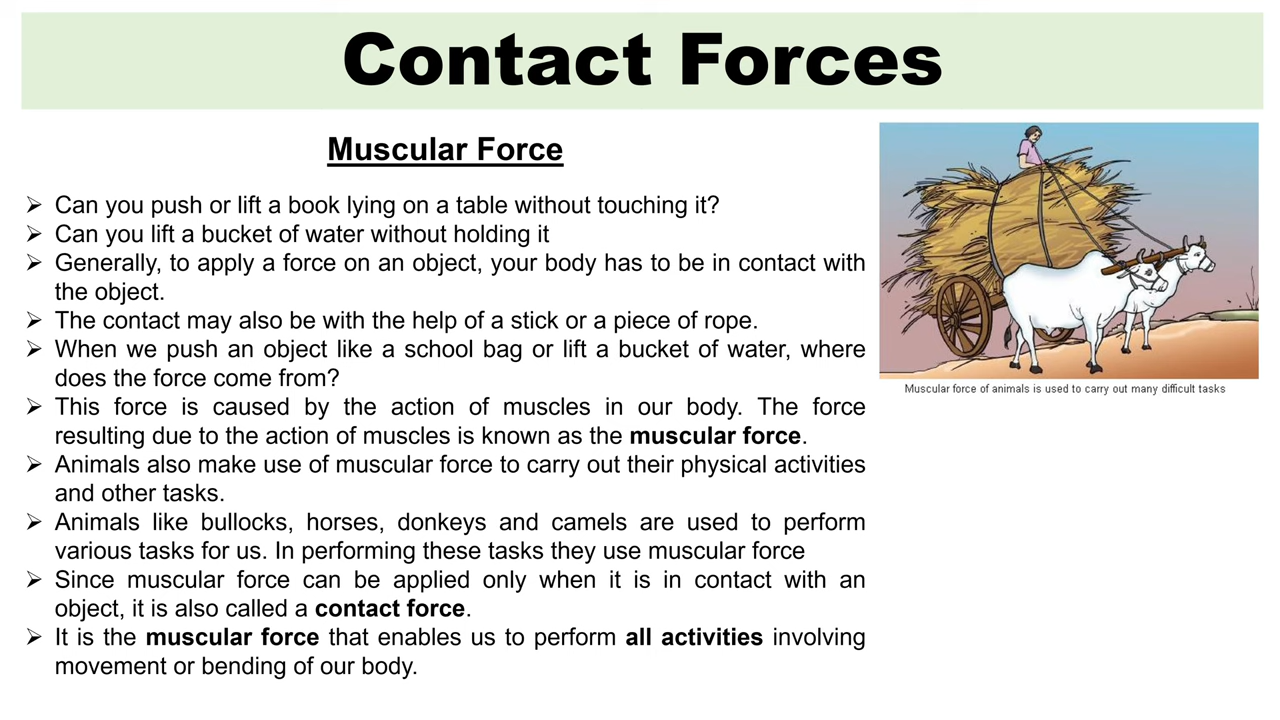 Contact Forces
Muscular Force
➢ Can you push or lift a book lying on a table without touching it?
➢ Can you lift a bucket of water without holding it
➢ Generally, to apply a force on an object, your body has to be in contact with
the object.
➢ The contact may also be with the help of a stick or a piece of rope.
➢ When we push an object like a school bag or lift a bucket of water, where
does the force come from?
➢ This force is caused by the action of muscles in our body. The force
resulting due to the action of muscles is known as the muscular force.
➢ Animals also make use of muscular force to carry out their physical activities
and other tasks.
➢ Animals like bullocks, horses, donkeys and camels are used to perform
various tasks for us. In performing these tasks they use muscular force
➢ Since muscular force can be applied only when it is in contact with an
object, it is also called a contact force.
➢ It is the muscular force that enables us to perform all activities involving
movement or bending of our body.
Muscular force of animals is used to carry out many difficult tasks